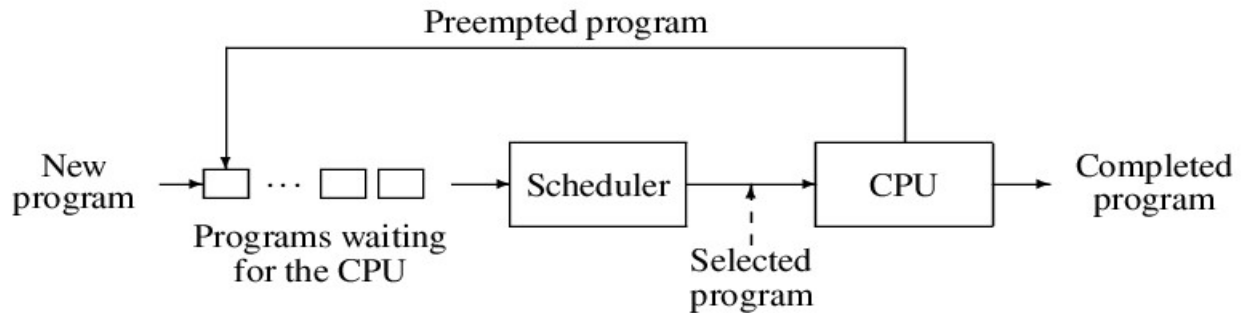 Preempted program
New
program
...
Scheduler
CPU
Completed
program
Programs waiting
for the CPU
Selected
program